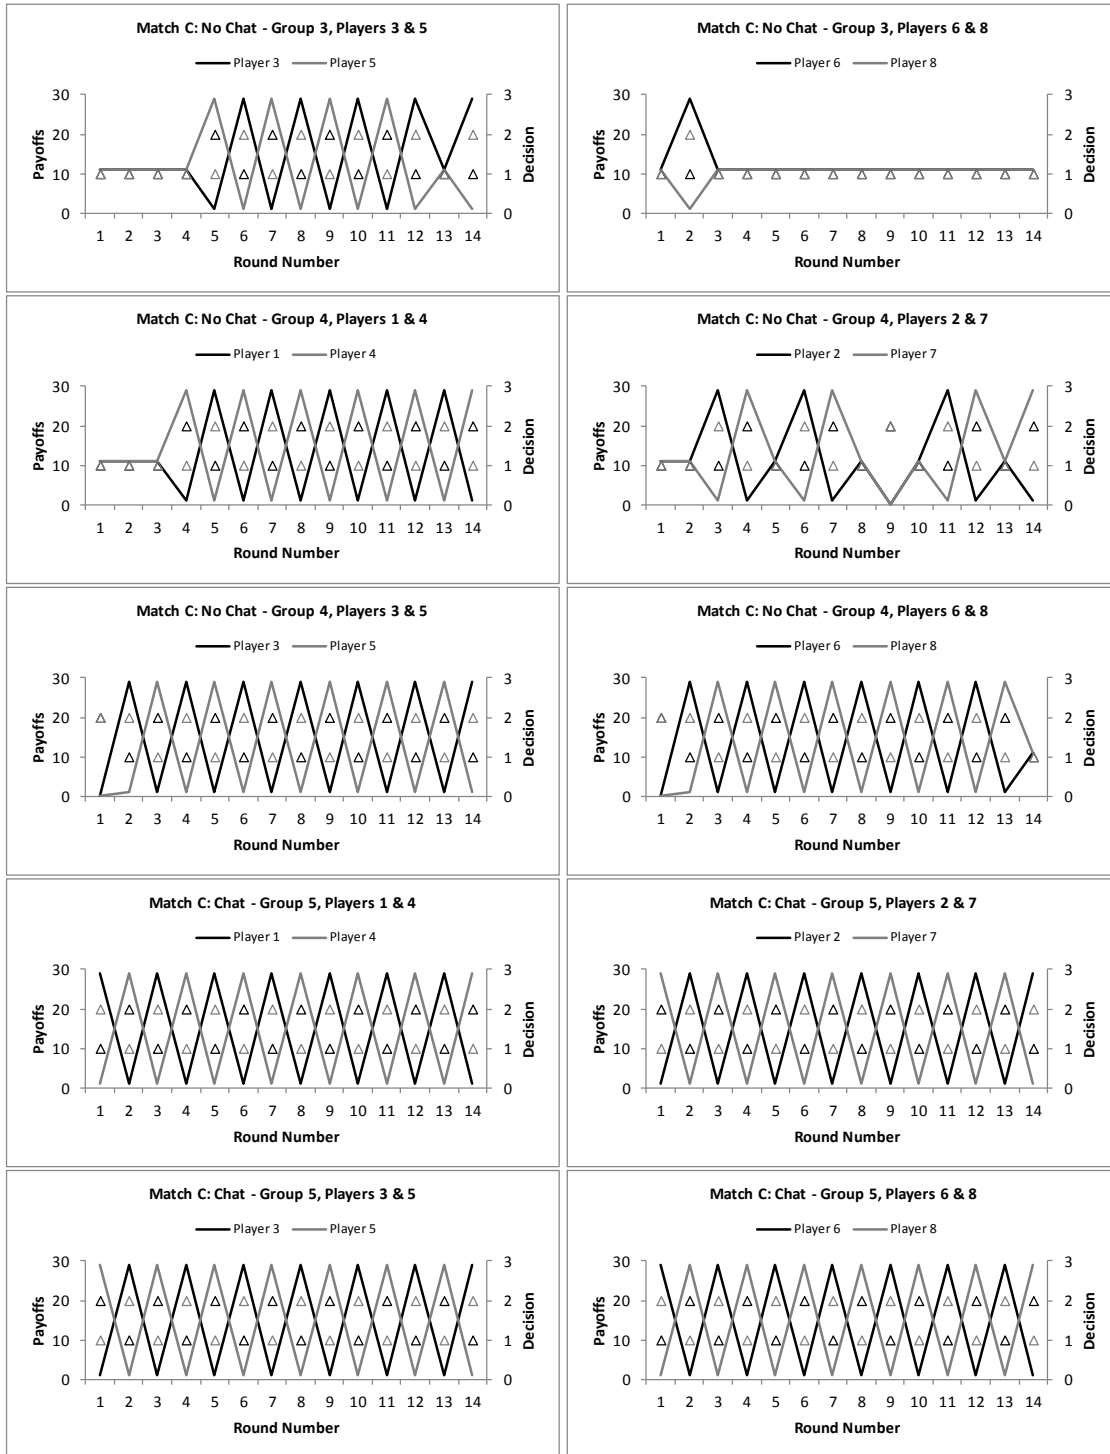 Match C: No Chat - Group 3, Players 3 & 5
Player 3 Player 5
30
20
10
0
3
2
1
0
Payoffs
Decision
1 2 3 4 5 6 7 8 9 10 11 12 13 14
Round Number
Match C: No Chat - Group 3, Players 6 & 8
Player 6 Player 8
30
20
10
0
3
2
1
0
Payoffs
Decision
1 2 3 4 5 6 7 8 9 10 11 12 13 14
Round Number
Match C: No Chat - Group 4, Players 1 & 4
Player 1 Player 4
30
20
10
0
3
2
1
0
Payoffs
Decision
1 2 3 4 5 6 7 8 9 10 11 12 13 14
Round Number
Match C: No Chat - Group 4, Players 2 & 7
Player 2 Player 7
30
20
10
0
3
2
1
0
Payoffs
Decision
1 2 3 4 5 6 7 8 9 10 11 12 13 14
Round Number
Match C: No Chat - Group 4, Players 3 & 5
Player 3 Player 5
30
20
10
0
3
2
1
0
Payoffs
Decision
1 2 3 4 5 6 7 8 9 10 11 12 13 14
Round Number
Match C: No Chat - Group 4, Players 6 & 8
Player 6 Player 8
30
20
10
0
3
2
1
0
Payoffs
Decision
1 2 3 4 5 6 7 8 9 10 11 12 13 14
Round Number
Match C: Chat - Group 5, Players 1 & 4
Player 1 Player 4
30
20
10
0
3
2
1
0
Payoffs
Decision
1 2 3 4 5 6 7 8 9 10 11 12 13 14
Round Number
Match C: Chat - Group 5, Players 2 & 7
Player 2 Player 7
30
20
10
0
3
2
1
0
Payoffs
Decision
1 2 3 4 5 6 7 8 9 10 11 12 13 14
Round Number
Match C: Chat - Group 5, Players 3 & 5
Player 3 Player 5
30
20
10
0
3
2
1
0
Payoffs
Decision
1 2 3 4 5 6 7 8 9 10 11 12 13 14
Round Number
Match C: Chat - Group 5, Players 6 & 8
Player 6 Player 8
30
20
10
0
3
2
1
0
Payoffs
Decision
1 2 3 4 5 6 7 8 9 10 11 12 13 14
Round Number